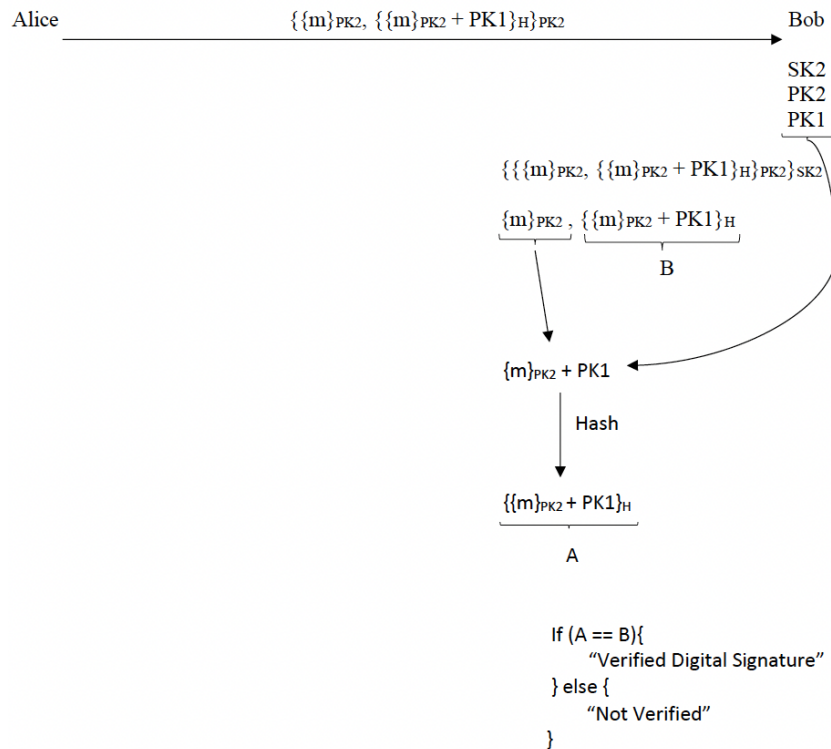 Alice {{m}PK2, {{m}PK2 + PK1}H}PK2 Bob
SK2
PK2
PK1
{{{m}PK2, {{m}PK2 + PK1}H}PK2}SK2
{m}PK2 , {{m}PK2 + PK1}H
B
{m}PK2 + PK1
Hash
{{m}PK2 + PK1}H
A
If (A == B){
“Verified Digital Signature”
} else {
“Not Verified”
}